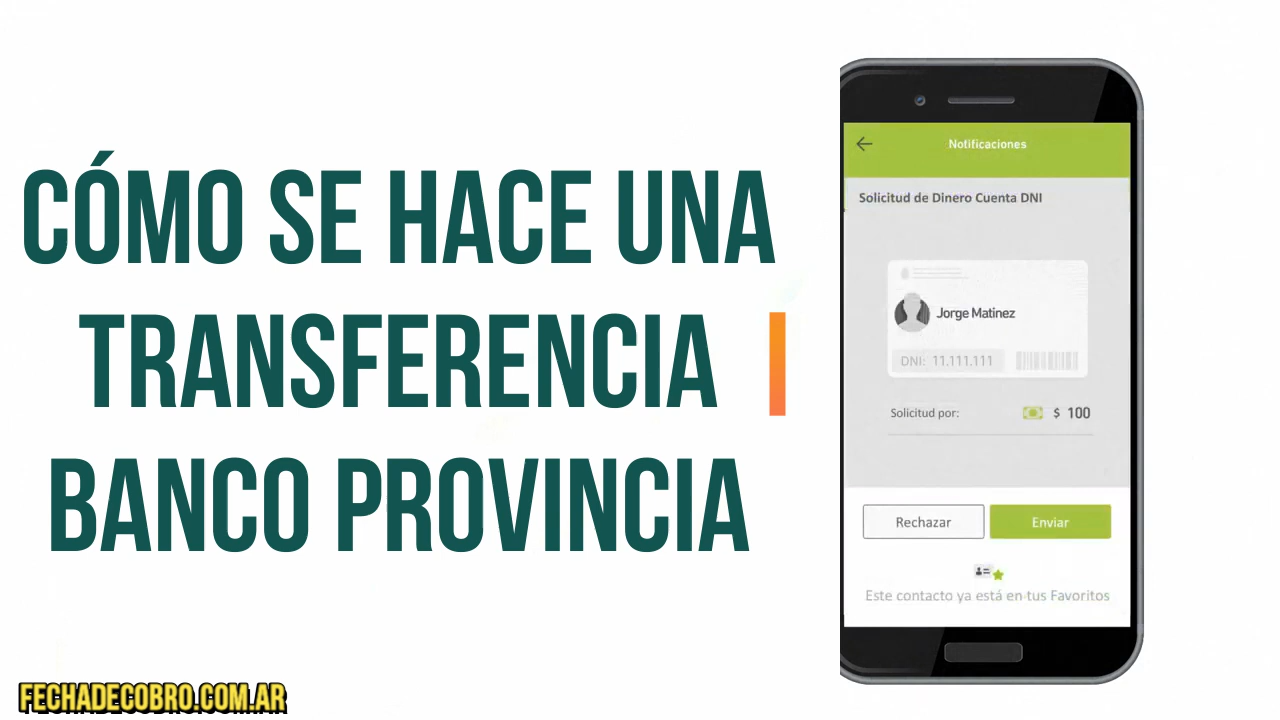 CÓMO SE HACE UNA
TRANSFERENCIA
BANCO PROVINCIA
Notificaciones
Solicitud de Dinero Cuenta DNI
Jorge Matinez
DNI: 11.111.111
Solicitud por: $ 100
Rechazar
Enviar
Este contacto ya está en tus Favoritos
FECHADECOBRO.COM.AR